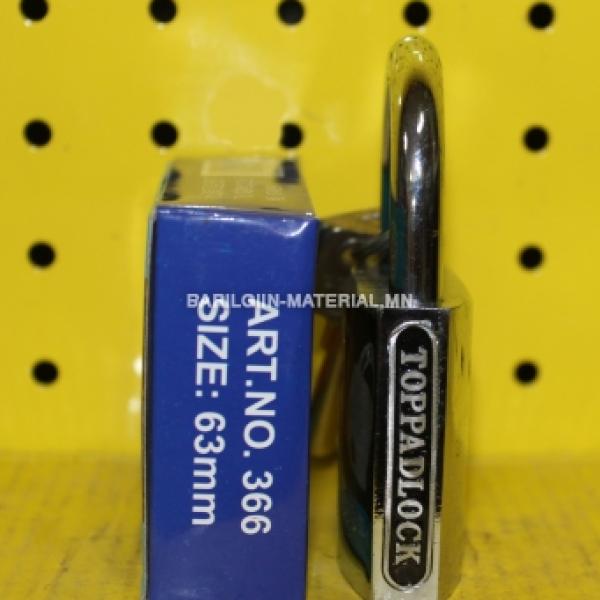 BARILGIIN-MATERIAL.MN
ART.NO. 366
SIZE: 63mm
TOPPADLOCK